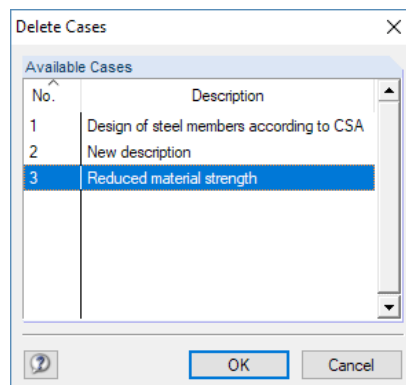 Delete Cases
Available Cases
No. Description
1 Design of steel members according to CSA
2 New description
3 Reduced material strength
OK Cancel